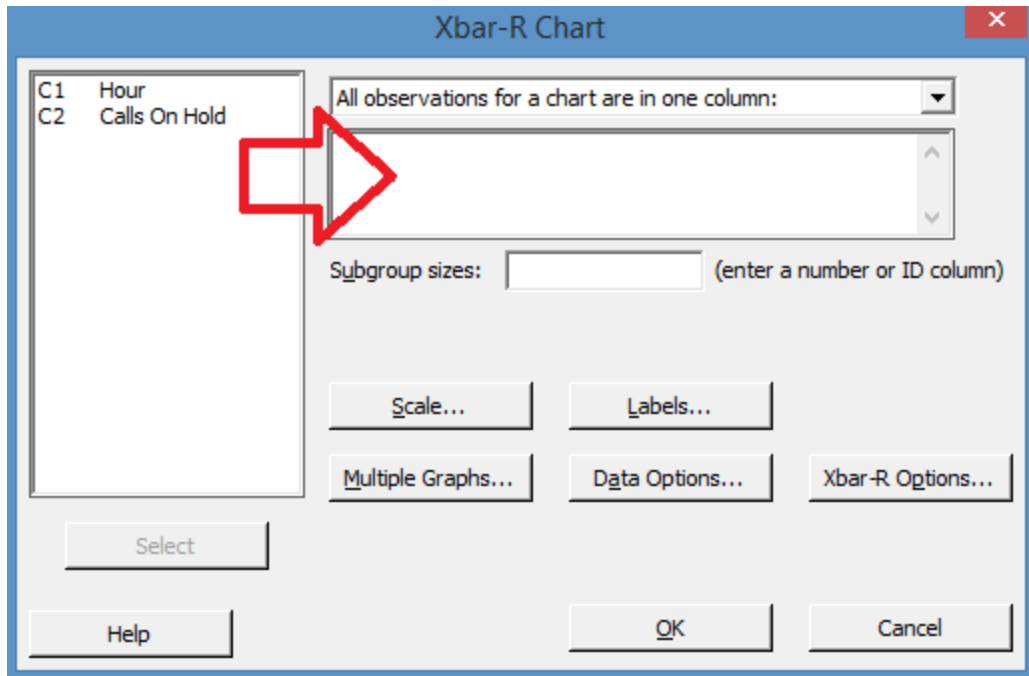 Xbar-R Chart
C1 Hour
C2 Calls On Hold
All observations for a chart are in one column:
Subgroup sizes: (enter a number or ID column)
Scale... Labels...
Multiple Graphs... Data Options... Xbar-R Options...
Select
Help OK Cancel